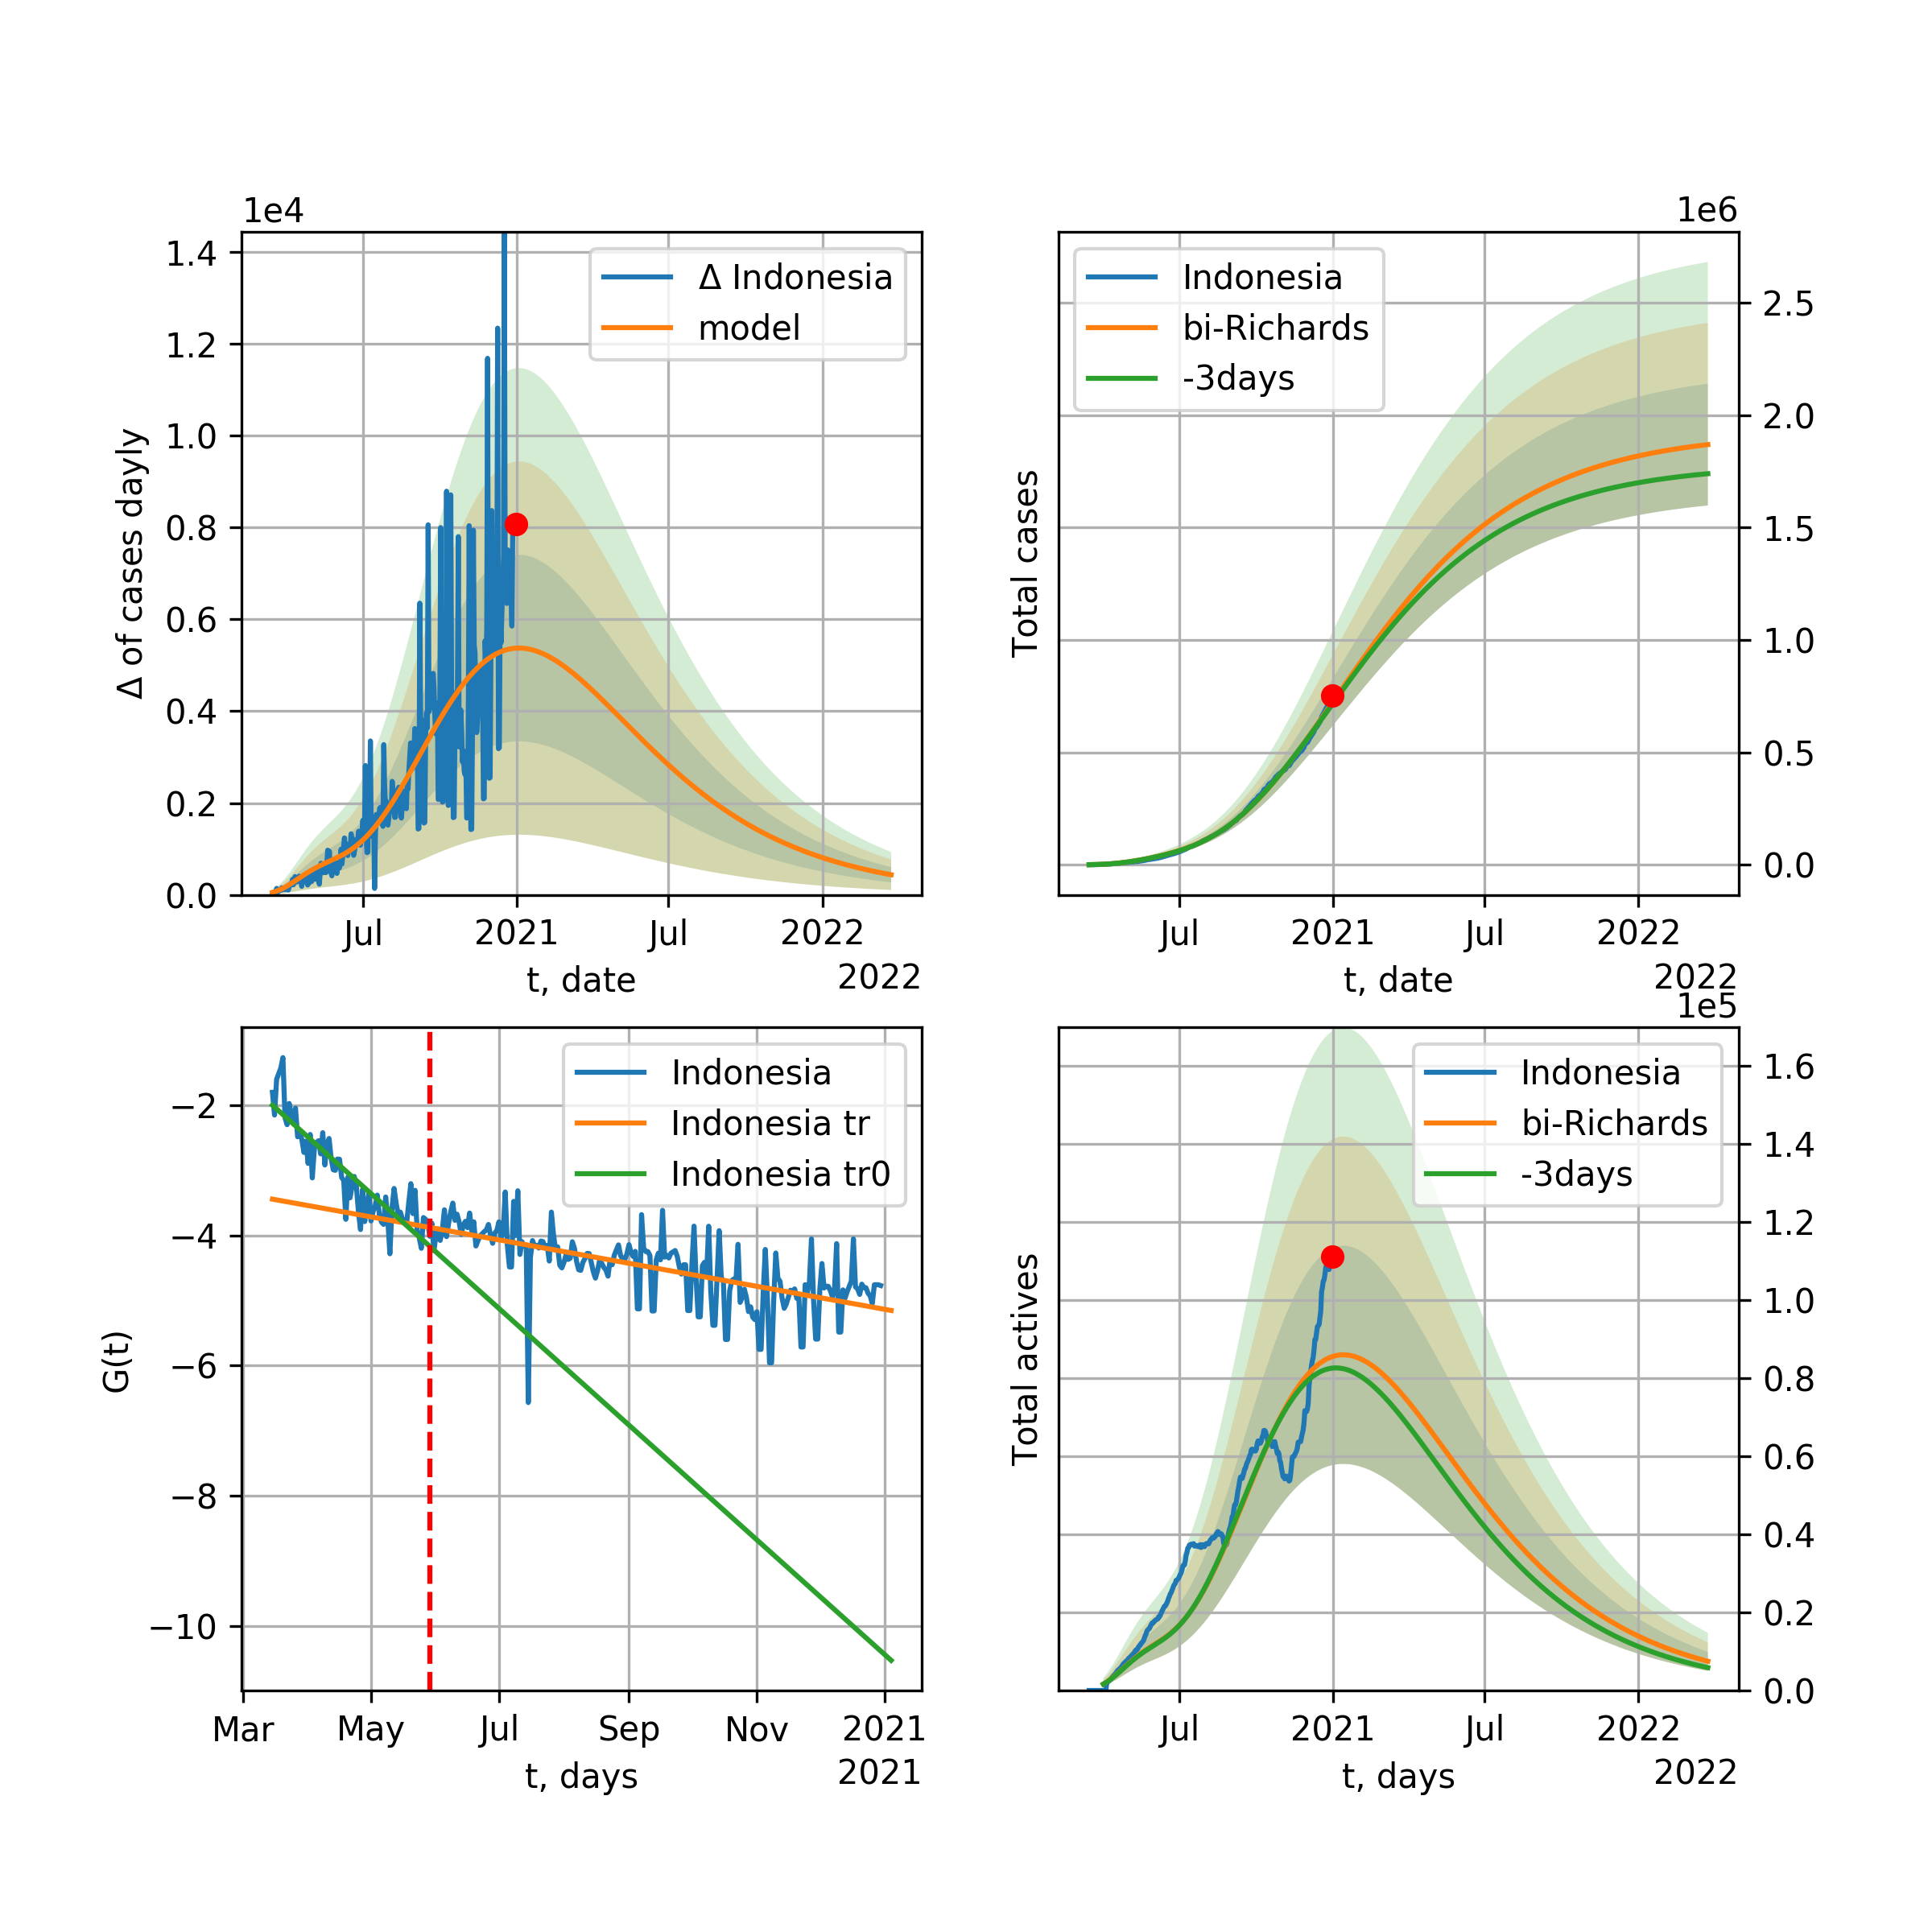 1e4
1.4
1.2
1.0
0.8
0.6
0.4
0.2
0.0
Δ of cases dayly
Δ Indonesia
model
Jul
2021
Jul
2022
t, date
2022
1e6
Indonesia
bi-Richards
-3days
Total cases
2.5
2.0
1.5
1.0
0.5
0.0
Jul
2021
Jul
2022
t, date
2022
−2
−4
−6
−8
−10
G(t)
Indonesia
Indonesia tr
Indonesia tr0
Mar
May
Jul
Sep
Nov
2021
t, days
2021
1e5
Total actives
Indonesia
bi-Richards
-3days
1.6
1.4
1.2
1.0
0.8
0.6
0.4
0.2
0.0
Jul
2021
Jul
2022
t, days
2022